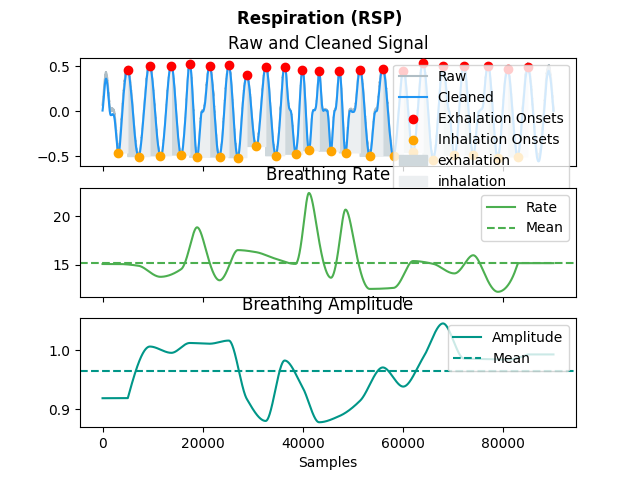 Respiration (RSP)
Raw and Cleaned Signal
0.5
0.0
−0.5
Raw
Cleaned
Exhalation Onsets
Inhalation Onsets
exhalation
inhalation
Breathing Rate
20
15
Rate
Mean
Breathing Amplitude
1.0
0.9
Amplitude
Mean
0 20000 40000 60000 80000
Samples